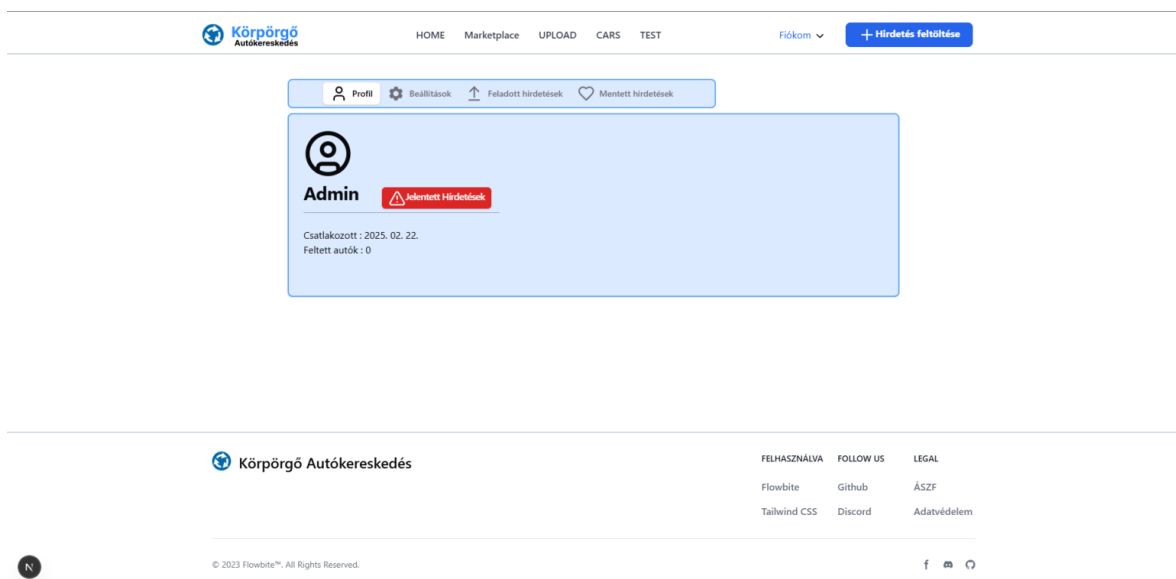 Körpörgő
Autókereskedés
HOME Marketplace UPLOAD CARS TEST
Fiókom
Hirdetés feltöltése
Profil Beállítások Feladott hirdetések Mentett hirdetések
Admin
Jelentett Hirdetések
Csatlakozott : 2025. 02. 22.
Feltett autók : 0
Körpörgő Autókereskedés
FELHASZNÁLVA FOLLOW US LEGAL
Flowbite Github ÁSZF
Tailwind CSS Discord Adatvédelem
© 2023 Flowbite™. All Rights Reserved.
N